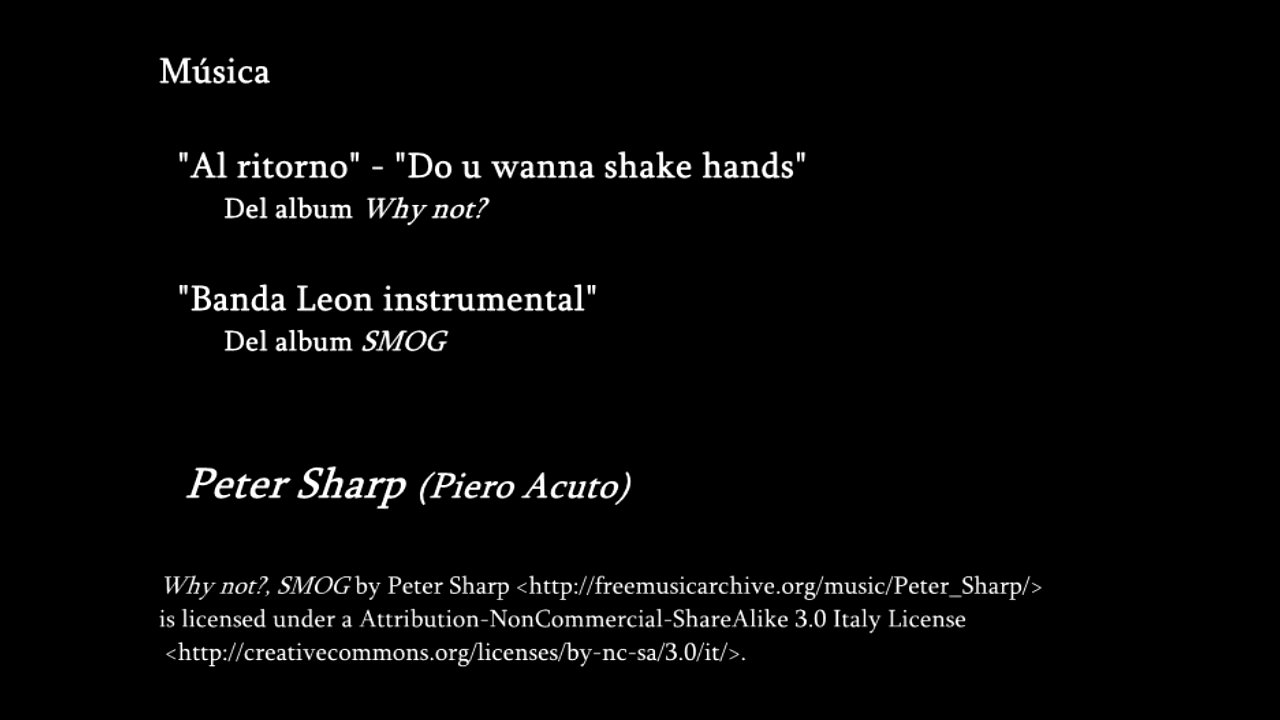 Música
"Al ritorno" - "Do u wanna shake hands"
Del album Why not?
"Banda Leon instrumental"
Del album SMOG
Peter Sharp (Piero Acuto)
Why not?, SMOG by Peter Sharp <http://freemusicarchive.org/music/Peter_Sharp/>
is licensed under a Attribution-NonCommercial-ShareAlike 3.0 Italy License
<http://creativecommons.org/licenses/by-nc-sa/3.0/it/>.